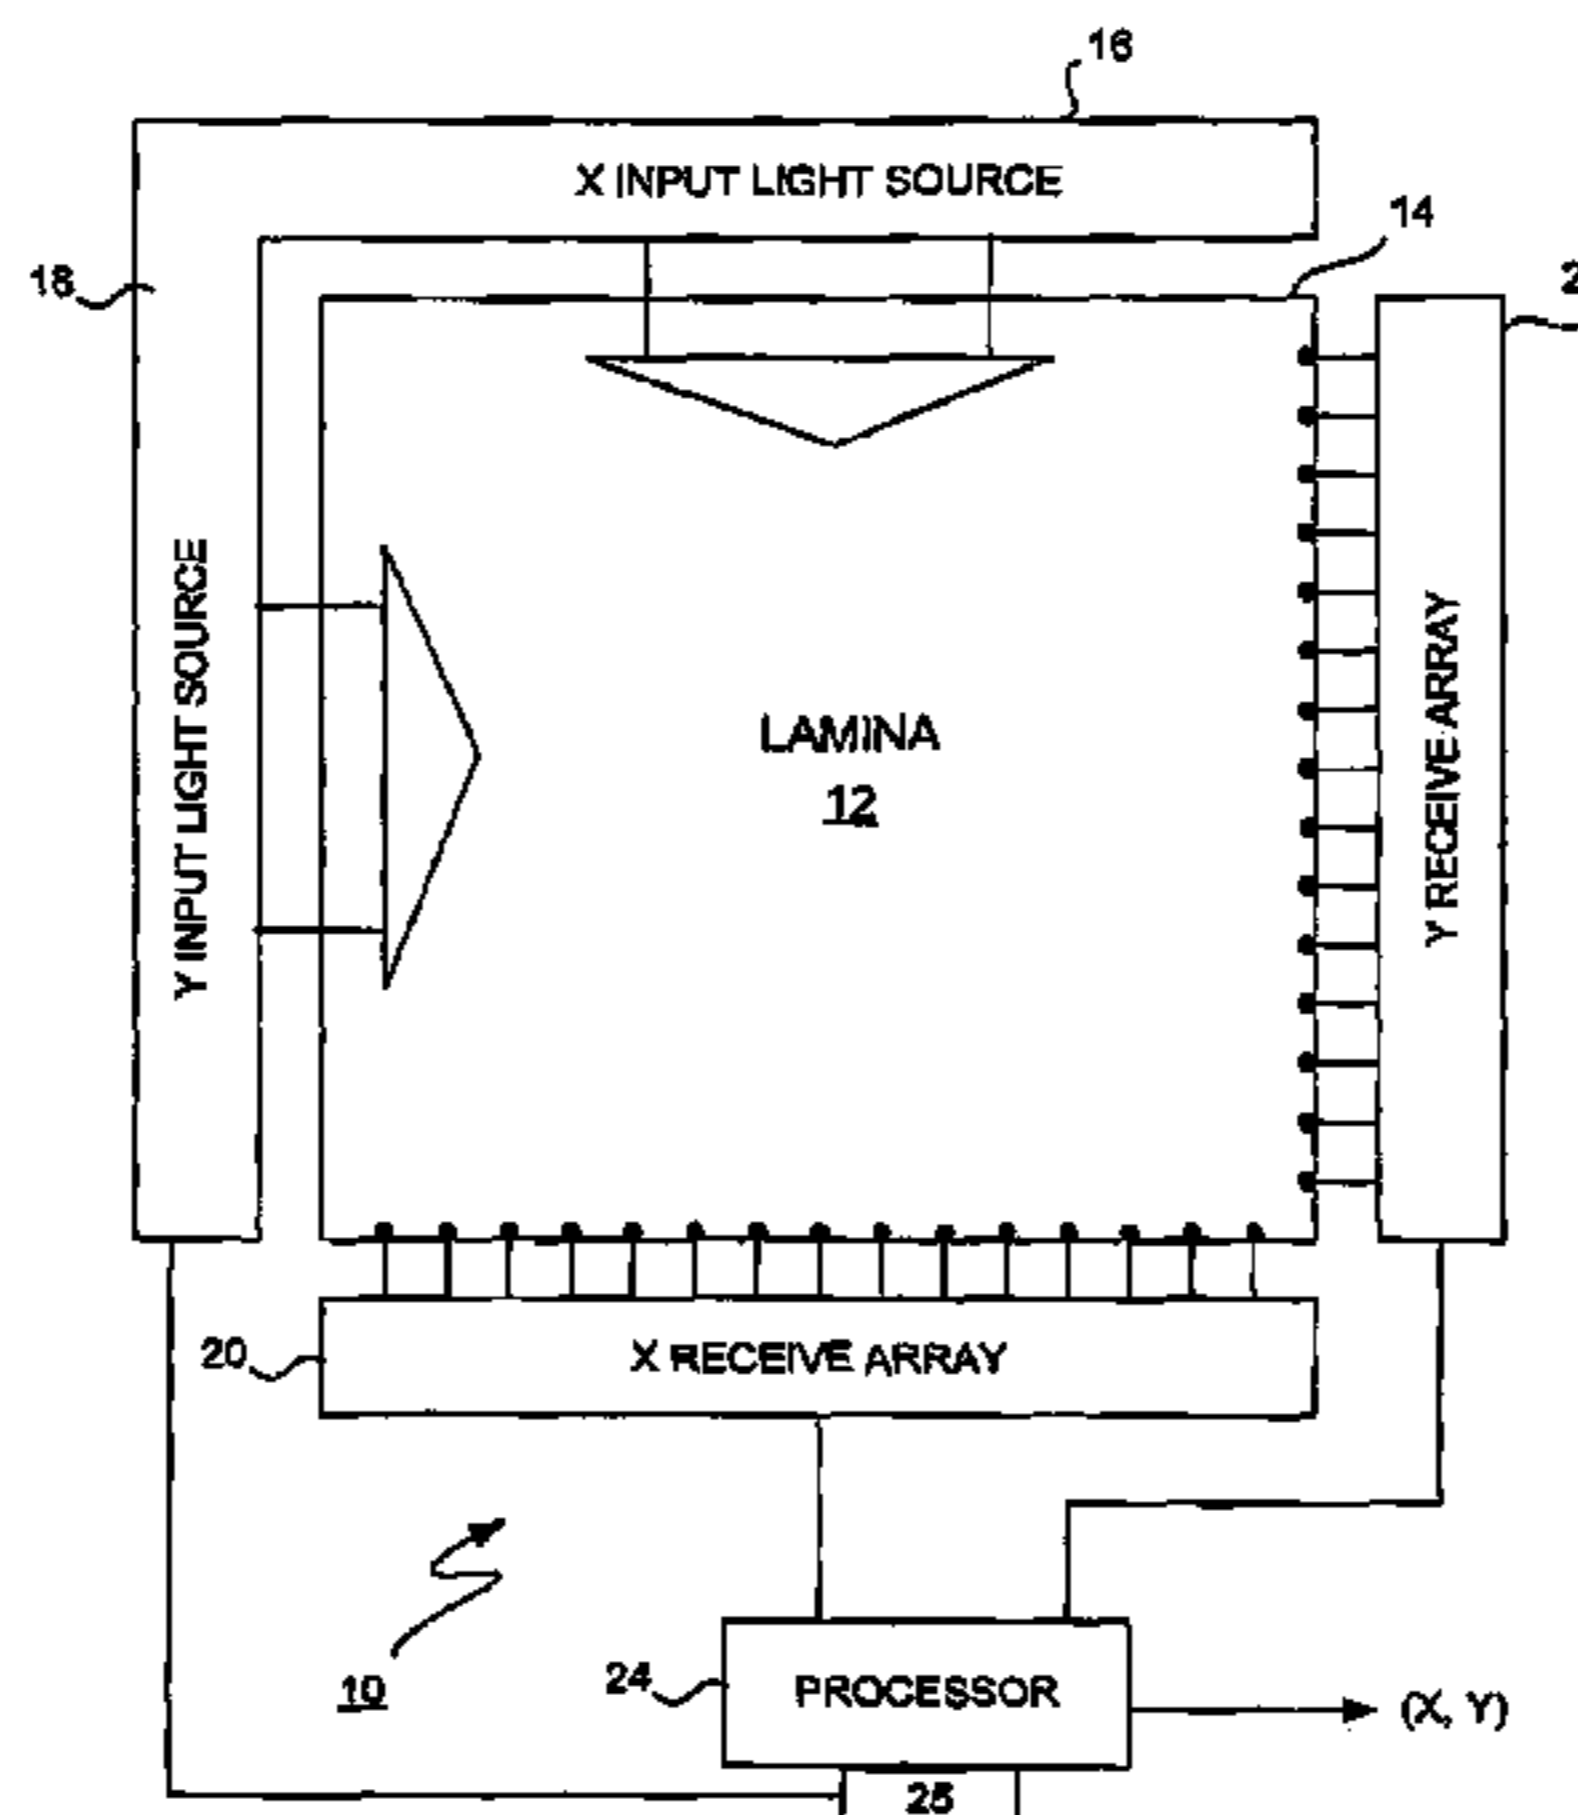 16
X INPUT LIGHT SOURCE
14
18
2
Y INPUT LIGHT SOURCE
LAMINA
12
Y RECEIVE ARRAY
20
X RECEIVE ARRAY
10
24
PROCESSOR
(X, Y)